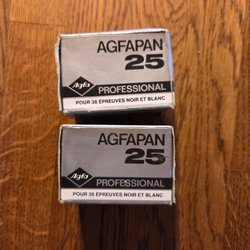 AGFAPAN
25
Agfa
PROFESSIONAL
POUR 36 ÉPREUVES NOIR ET BLANC
AGFAPAN
25
Agfa
PROFESSIONAL
POUR 36 ÉPREUVES NOIR ET BLANC